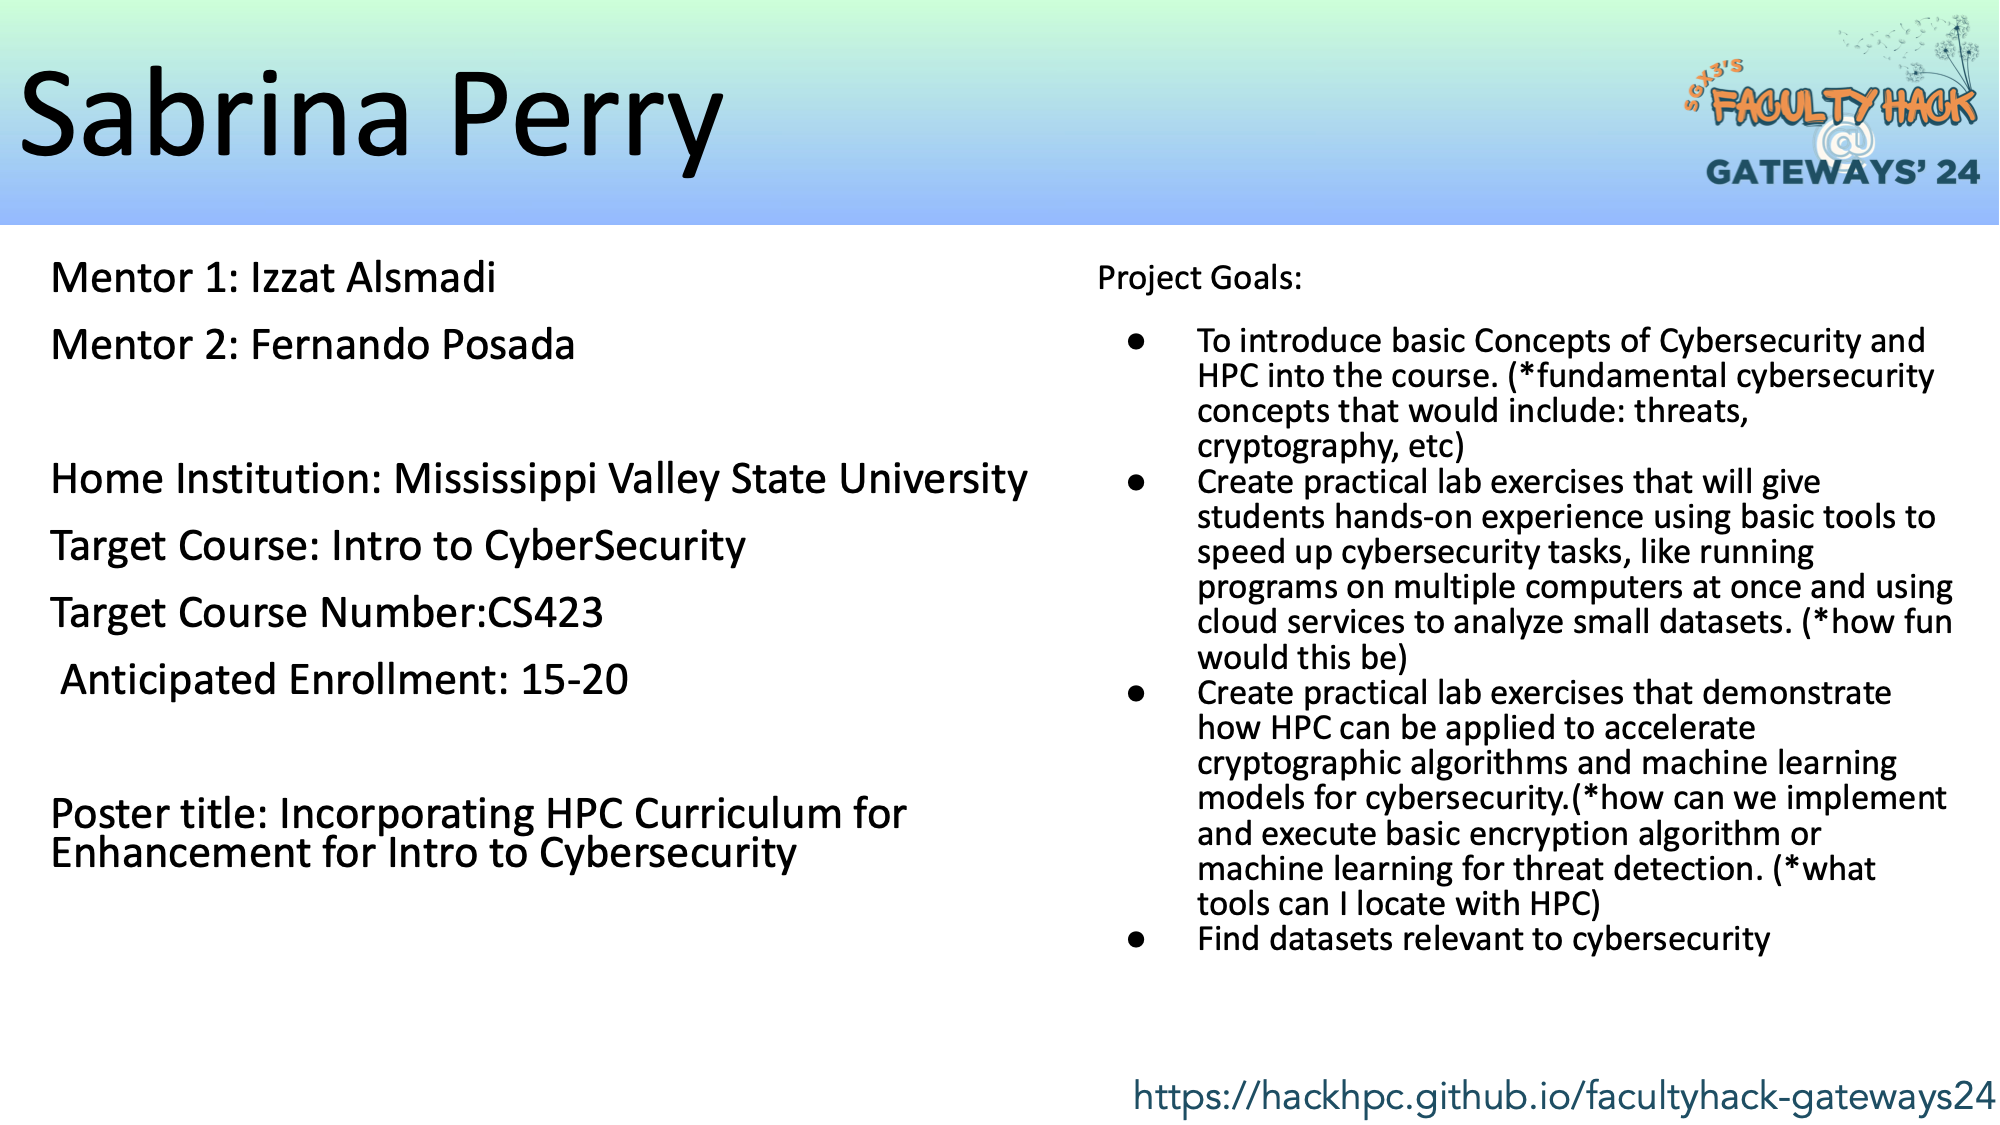 Sabrina Perry
SGX3'S
FACULTY HACK
@
GATEWAYS' 24
Mentor 1: Izzat Alsmadi
Mentor 2: Fernando Posada
Home Institution: Mississippi Valley State University
Target Course: Intro to CyberSecurity
Target Course Number:CS423
Anticipated Enrollment: 15-20
Poster title: Incorporating HPC Curriculum for
Enhancement for Intro to Cybersecurity
Project Goals:
● To introduce basic Concepts of Cybersecurity and
HPC into the course. (*fundamental cybersecurity
concepts that would include: threats,
cryptography, etc)
● Create practical lab exercises that will give
students hands-on experience using basic tools to
speed up cybersecurity tasks, like running
programs on multiple computers at once and using
cloud services to analyze small datasets. (*how fun
would this be)
● Create practical lab exercises that demonstrate
how HPC can be applied to accelerate
cryptographic algorithms and machine learning
models for cybersecurity.(*how can we implement
and execute basic encryption algorithm or
machine learning for threat detection. (*what
tools can I locate with HPC)
● Find datasets relevant to cybersecurity
https://hackhpc.github.io/facultyhack-gateways24